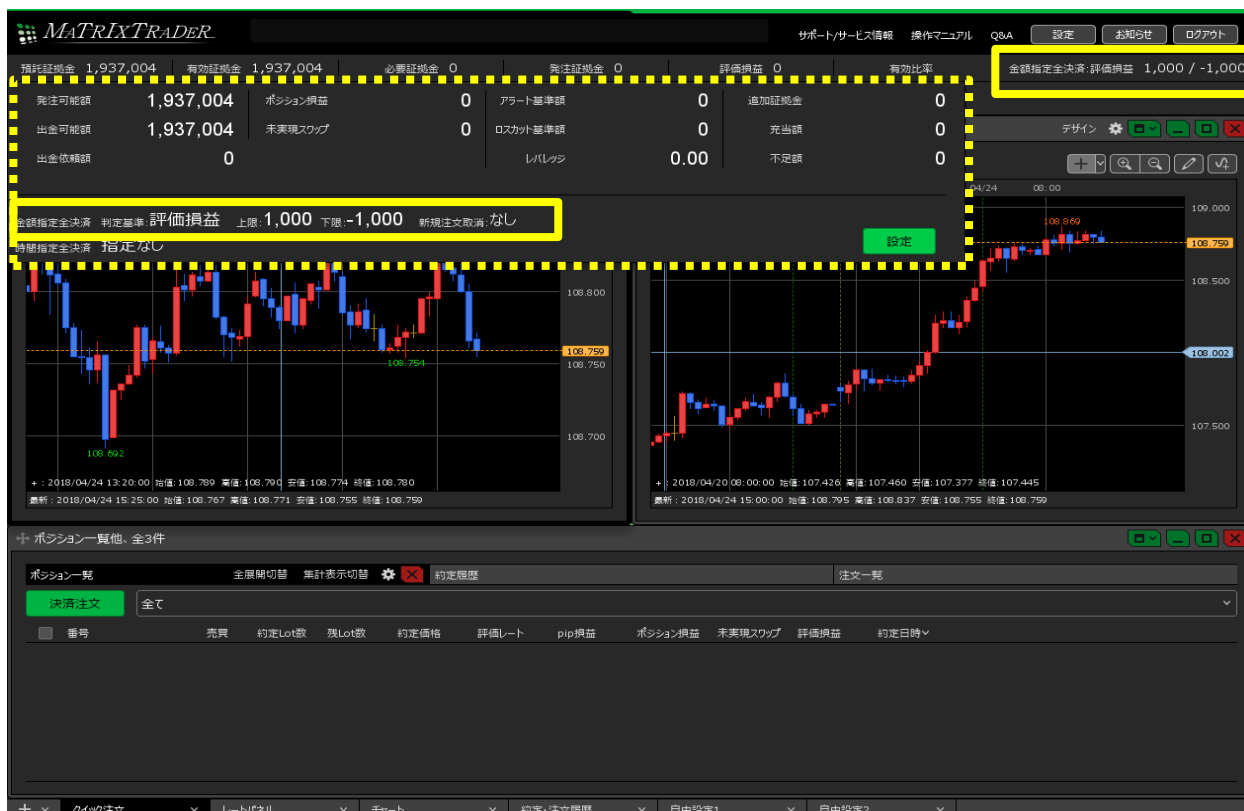 MATRIXTRADER
サポート/サービス情報 操作マニュアル Q&A 設定 お知らせ ログアウト
預託証拠金 1,937,004 有効証拠金 1,937,004 必要証拠金 0 発注証拠金 0 評価損益 0 有効比率 金額指定全決済:評価損益 1,000 / -1,000
発注可能額 1,937,004 ポジション損益 0 アラート基準額 0 追加証拠金 0
出金可能額 1,937,004 未実現スワップ 0 ロスカット基準額 0 充当額 0
出金依頼額 0 レバレッジ 0.00 不足額 0
金額指定全決済 判定基準:評価損益 上限:1,000 下限:-1,000 新規注文取消:なし
時間指定全決済 指定なし
設定
デザイン
04/24 08:00
108.800
108.759
108.750
108.754
108.700
108.692
+ : 2018/04/24 13:20:00 始値:108.789 高値:108.790 安値:108.774 終値:108.780
最新 : 2018/04/24 15:25:00 始値:108.767 高値:108.771 安値:108.755 終値:108.759
109.000
108.869
108.759
108.500
108.002
107.500
+ : 2018/04/20 08:00:00 始値:107.426 高値:107.460 安値:107.377 終値:107.445
最新 : 2018/04/24 15:00:00 始値:108.795 高値:108.837 安値:108.755 終値:108.759
ポジション一覧他、全3件
ポジション一覧 全展開切替 集計表示切替 約定履歴 注文一覧
決済注文 全て
番号 売買 約定Lot数 残Lot数 約定価格 評価レート pip損益 ポジション損益 未実現スワップ 評価損益 約定日時
クイック注文 レートパネル チャート 約定・注文履歴 自由設定1 自由設定2